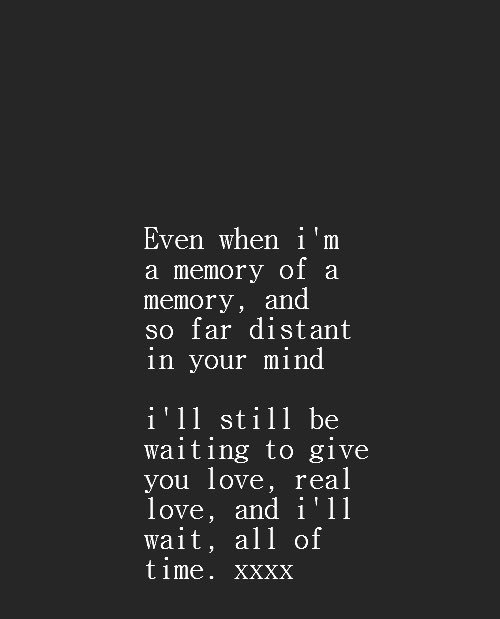 Even when i'm
a memory of a
memory, and
so far distant
in your mind
i'll still be
waiting to give
you love, real
love, and i'll
wait, all of
time. xxxx